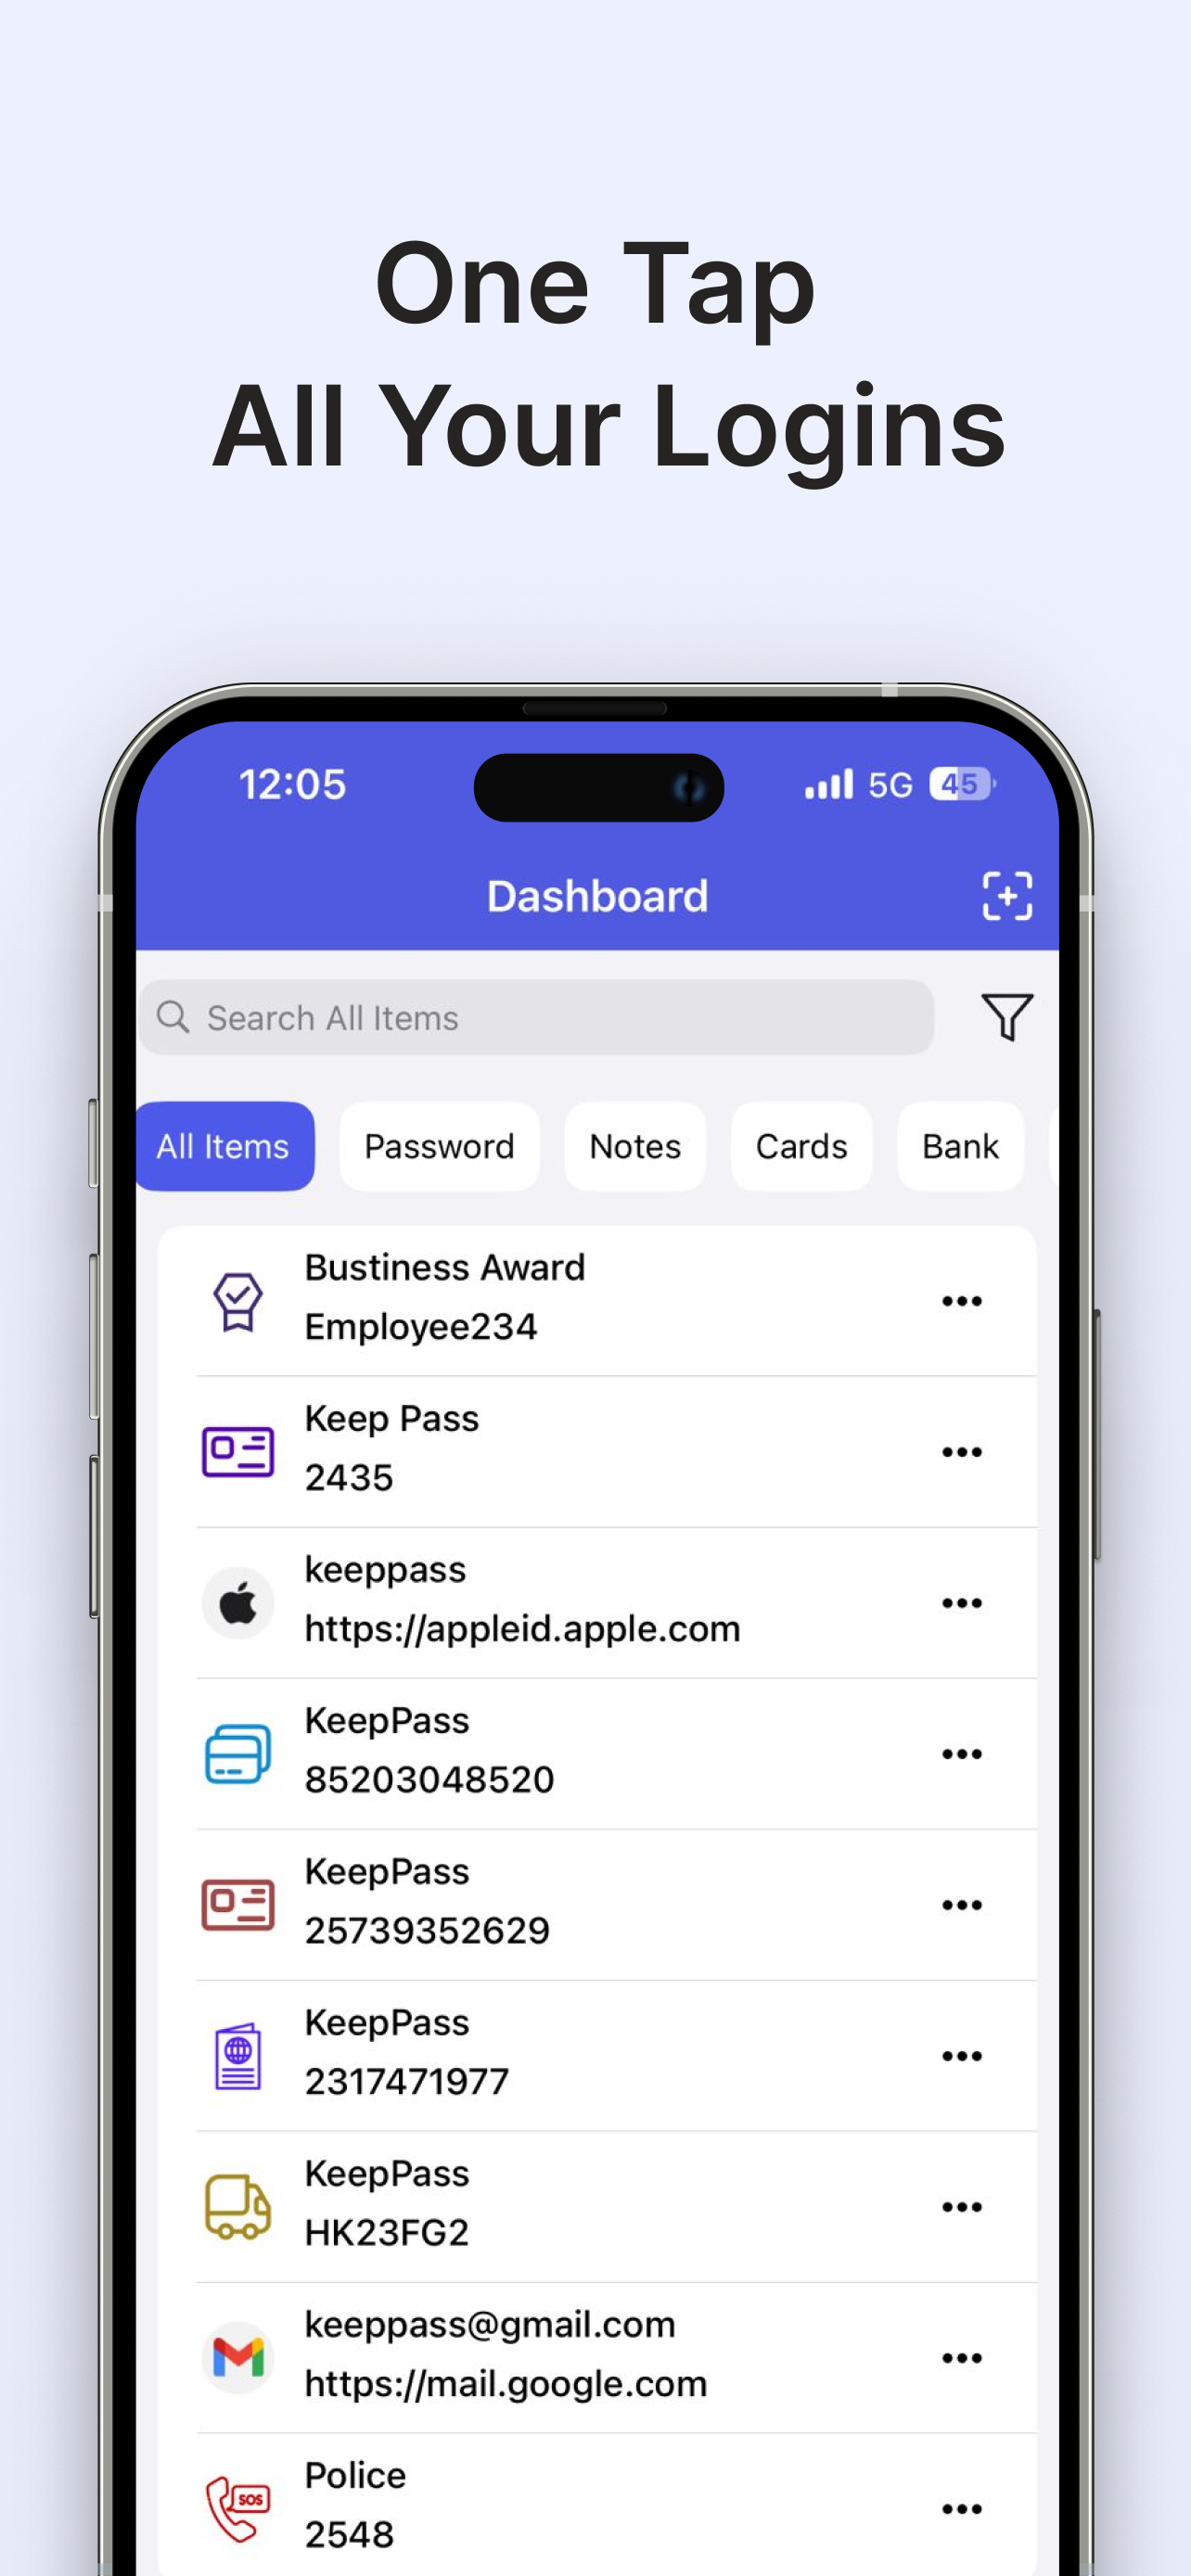 One Tap
All Your Logins
12:05
5G 45
Dashboard
Search All Items
All Items Password Notes Cards Bank
Bustiness Award
Employee234
Keep Pass
2435
keeppass
https://appleid.apple.com
KeepPass
85203048520
KeepPass
25739352629
KeepPass
2317471977
KeepPass
HK23FG2
keeppass@gmail.com
https://mail.google.com
Police
SOS
2548